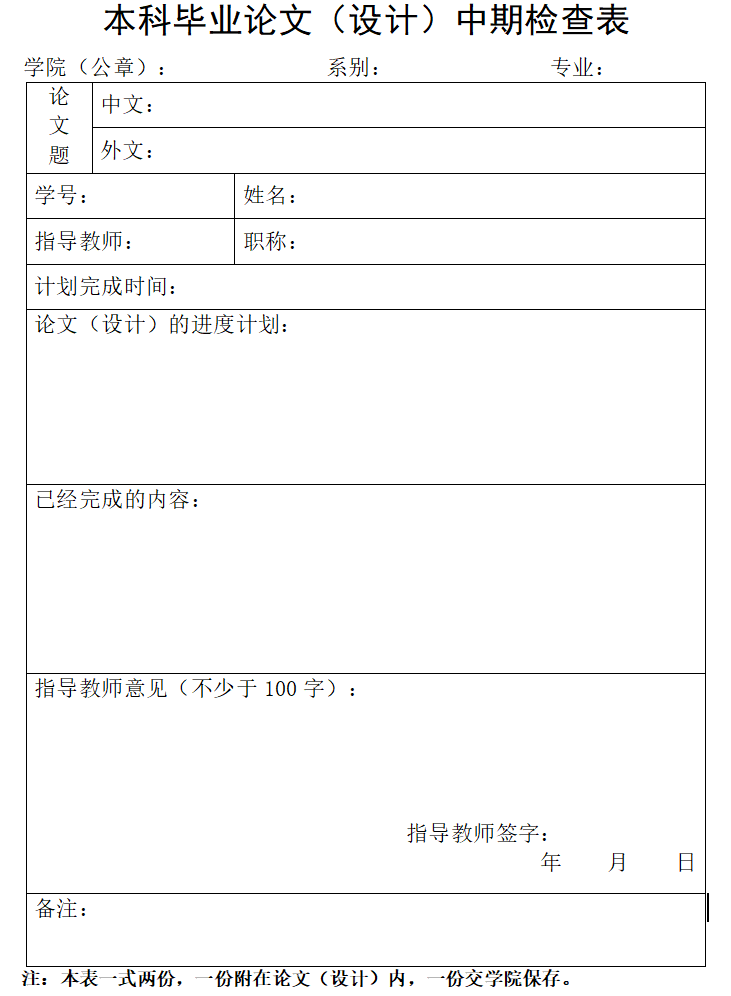 本科毕业论文（设计）中期检查表
学院（公章）： 系别： 专业：
论
文
题
中文：
外文：
学号： 姓名：
指导教师： 职称：
计划完成时间：
论文（设计）的进度计划：
已经完成的内容：
指导教师意见（不少于 100 字）：
指导教师签字：
年 月 日
备注：
注：本表一式两份，一份附在论文（设计）内，一份交学院保存。